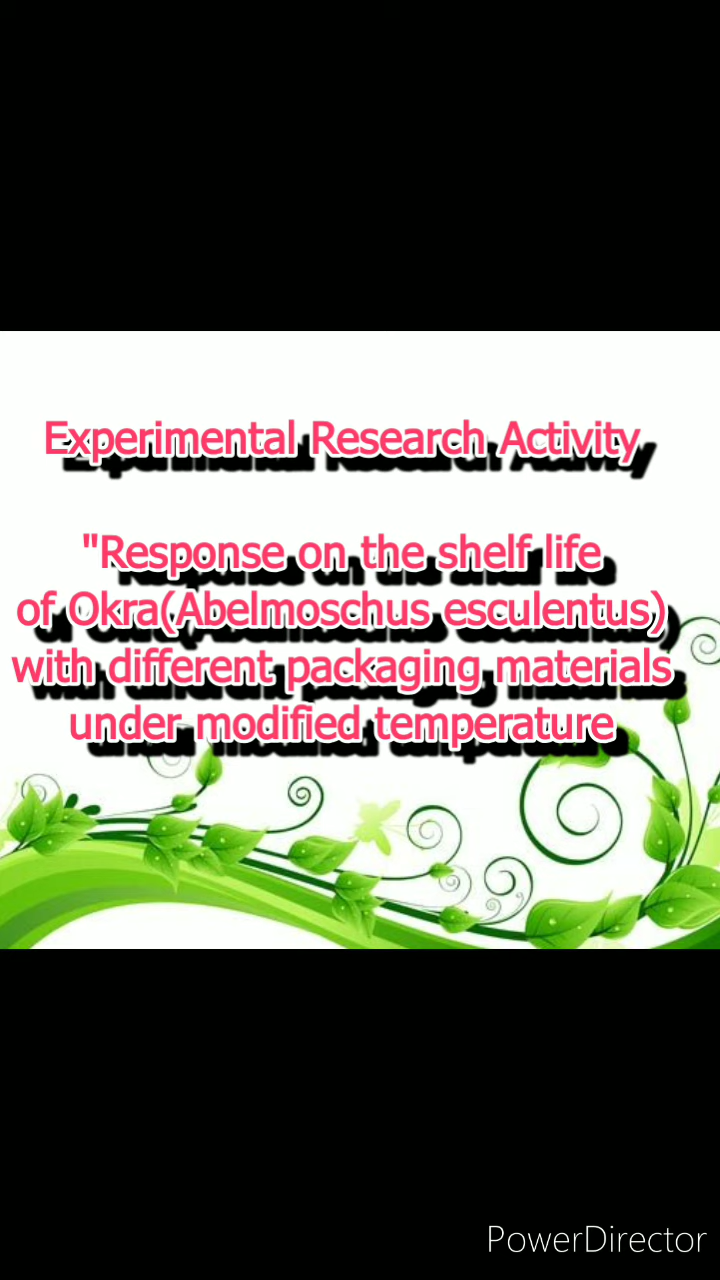 Experimental Research Activity
"Response on the shelf life
of Okra(Abelmoschus esculentus)
with different packaging materials
under modified temperature
PowerDirector